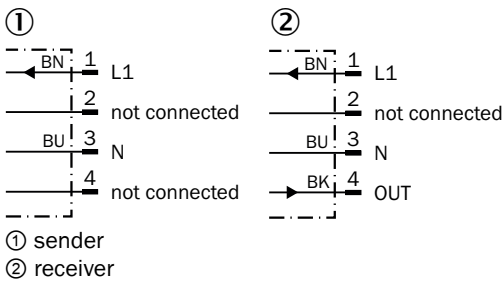 ①
BN 1 L1
2 not connected
BU 3 N
4 not connected
②
BN 1 L1
2 not connected
BU 3 N
BK 4 OUT
① sender
② receiver